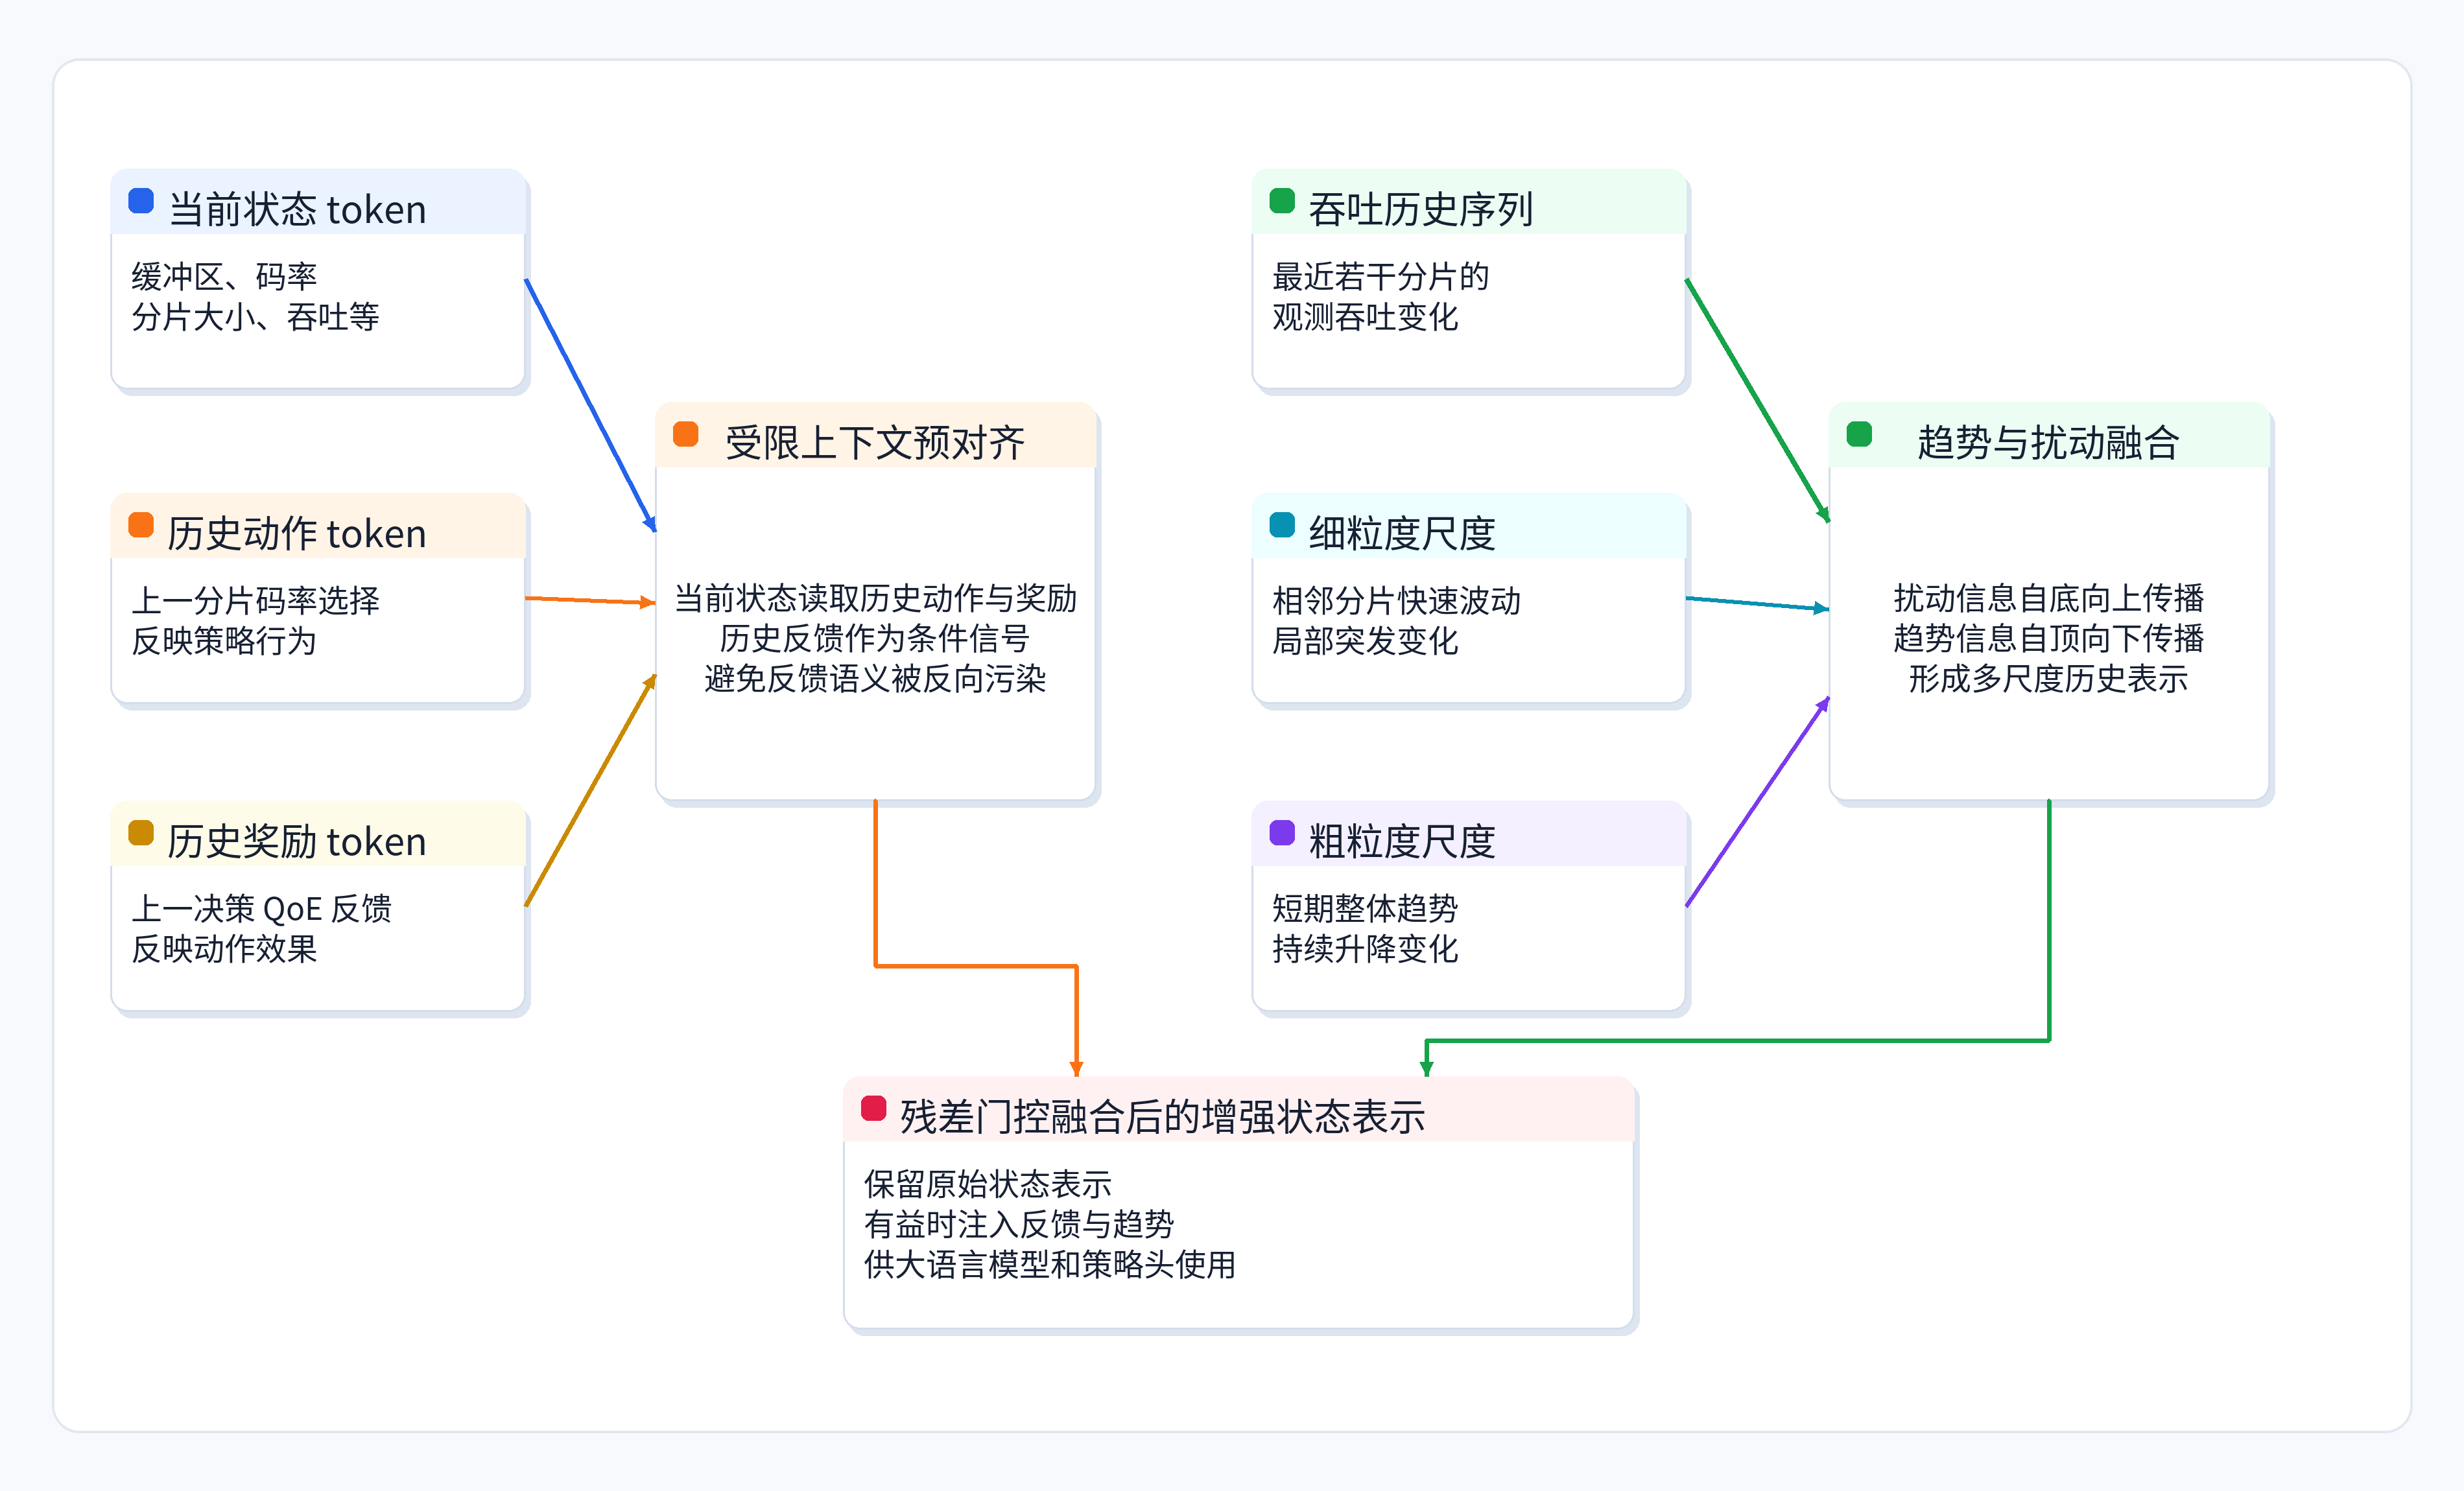 当前状态 token
缓冲区、码率
分片大小、吞吐等
历史动作 token
上一分片码率选择
反映策略行为
历史奖励 token
上一决策 QoE 反馈
反映动作效果
受限上下文预对齐
当前状态读取历史动作与奖励
历史反馈作为条件信号
避免反馈语义被反向污染
吞吐历史序列
最近若干分片的
观测吞吐变化
细粒度尺度
相邻分片快速波动
局部突发变化
粗粒度尺度
短期整体趋势
持续升降变化
趋势与扰动融合
扰动信息自底向上传播
趋势信息自顶向下传播
形成多尺度历史表示
残差门控融合后的增强状态表示
保留原始状态表示
有益时注入反馈与趋势
供大语言模型和策略头使用